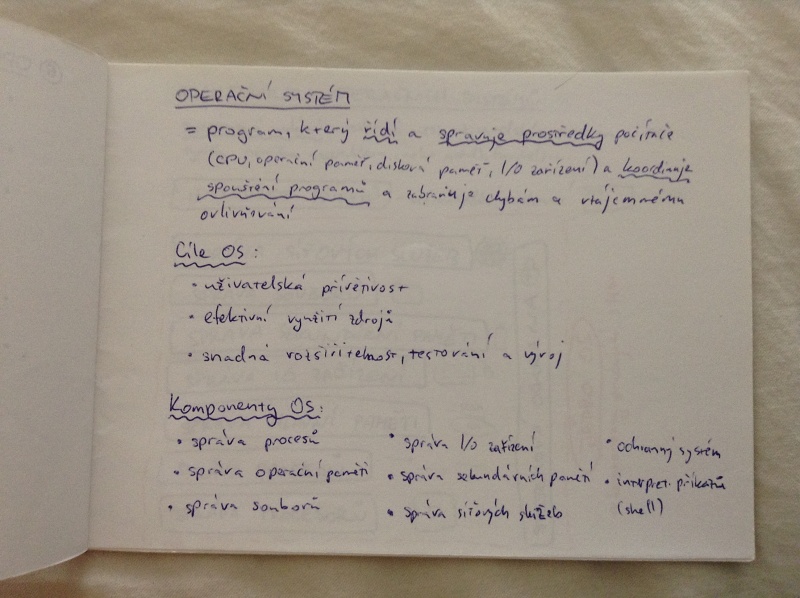 OPERAČNÍ SYSTÉM
= program, který řídí a spravuje prostředky počítače
(CPU, operační paměť, disková paměť, I/O zařízení) a koordinuje
spouštění programů a zabraňuje chybám a vzájemnému
ovlivňování
Cíle OS:
• uživatelská přívětivost
• efektivní využití zdrojů
• snadná rozšiřitelnost, testování a vývoj
Komponenty OS:
• správa procesů • správa I/O zařízení • ochranný systém
• správa operační paměti • správa sekundárních pamětí • interpret. příkazů
• správa souborů • správa síťových služeb (shell)